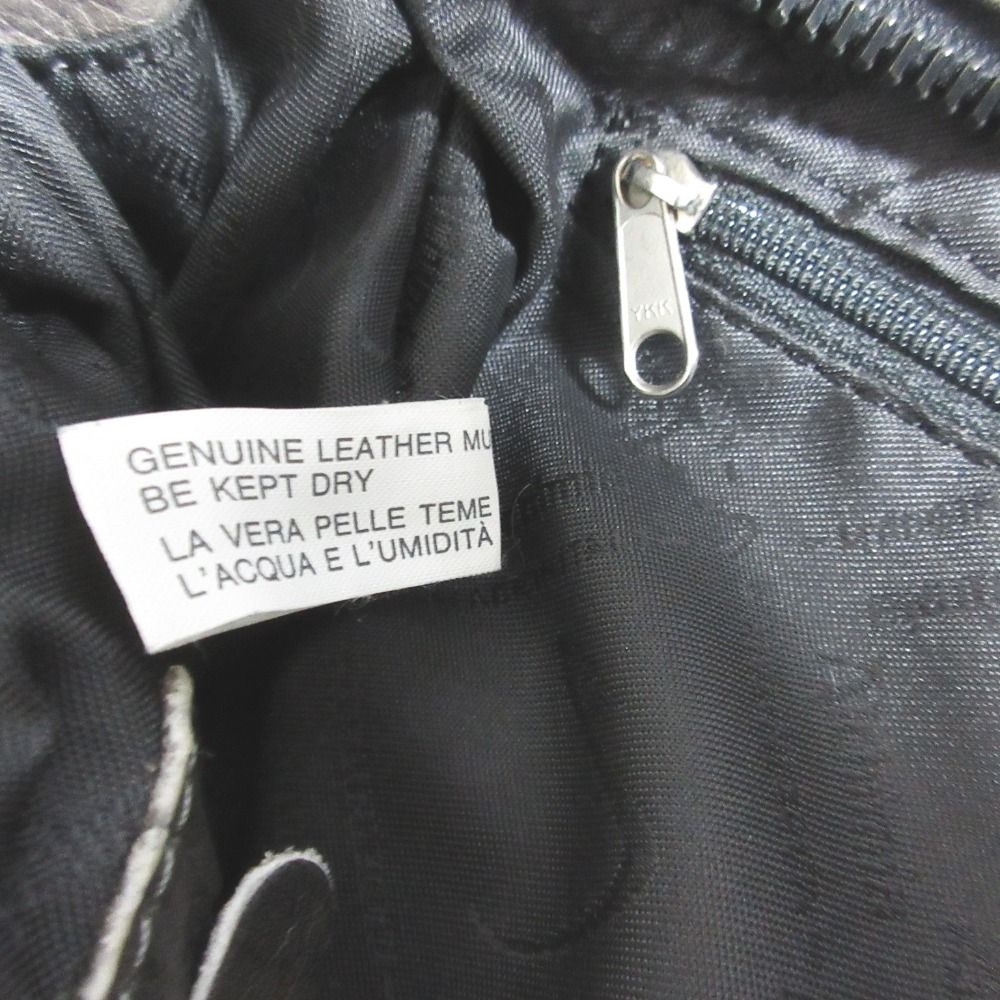 YKK
GENUINE LEATHER MU
BE KEPT DRY
LA VERA PELLE TEME
L'ACQUA E L'UMIDITÀ